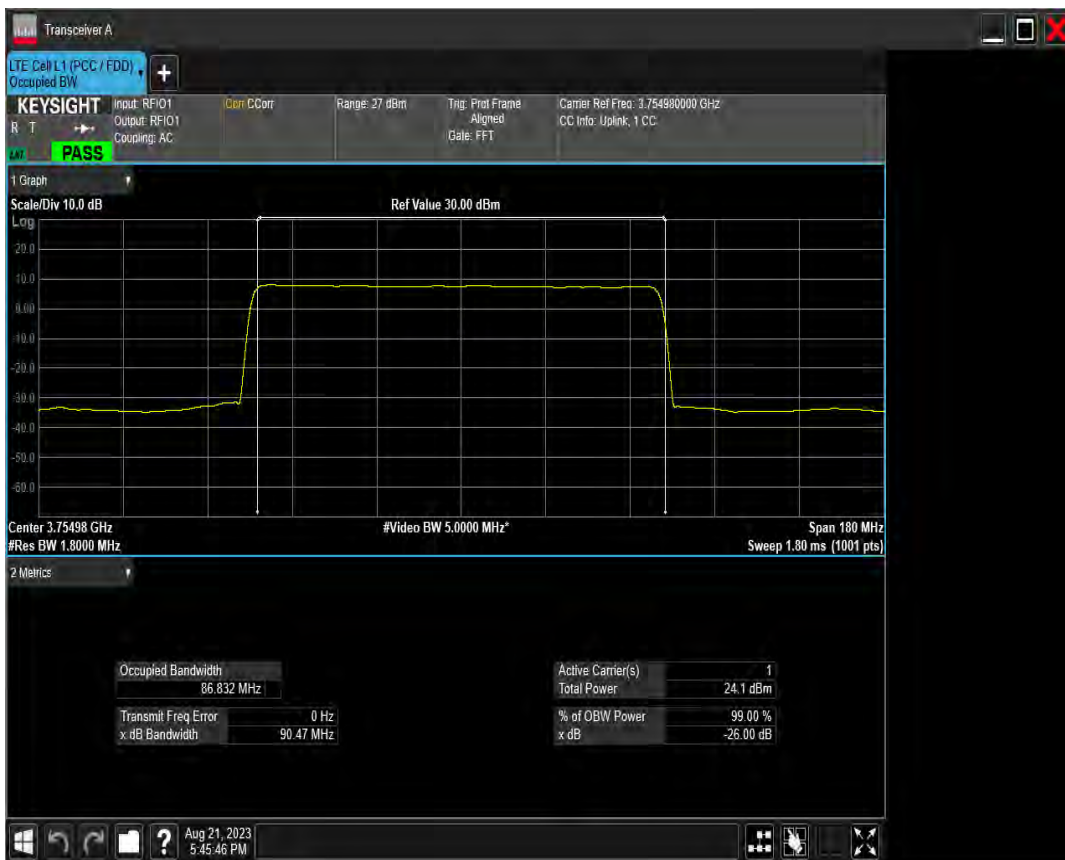 Transceiver A
LTE Cell L1 (PCC / FDD)
Occupied BW
KEYSIGHT
R T
PASS
Input: RFIO1
Output: RFIO1
Coupling: AC
Corr CCorr
Range: 27 dBm
Trig: Prot Frame
Aligned
Gate: FFT
Carrier Ref Freq: 3.754980000 GHz
CC Info: Uplink, 1 CC
1 Graph
Scale/Div 10.0 dB
Ref Value 30.00 dBm
Log
20.0
10.0
0.00
-10.0
-20.0
-30.0
-40.0
-50.0
-60.0
Center 3.75498 GHz
#Video BW 5.0000 MHz*
Span 180 MHz
#Res BW 1.8000 MHz
Sweep 1.80 ms (1001 pts)
2 Metrics
Occupied Bandwidth
86.832 MHz
Transmit Freq Error 0 Hz
x dB Bandwidth 90.47 MHz
Active Carrier(s) 1
Total Power 24.1 dBm
% of OBW Power 99.00 %
x dB -26.00 dB
?
Aug 21, 2023
5:45:46 PM